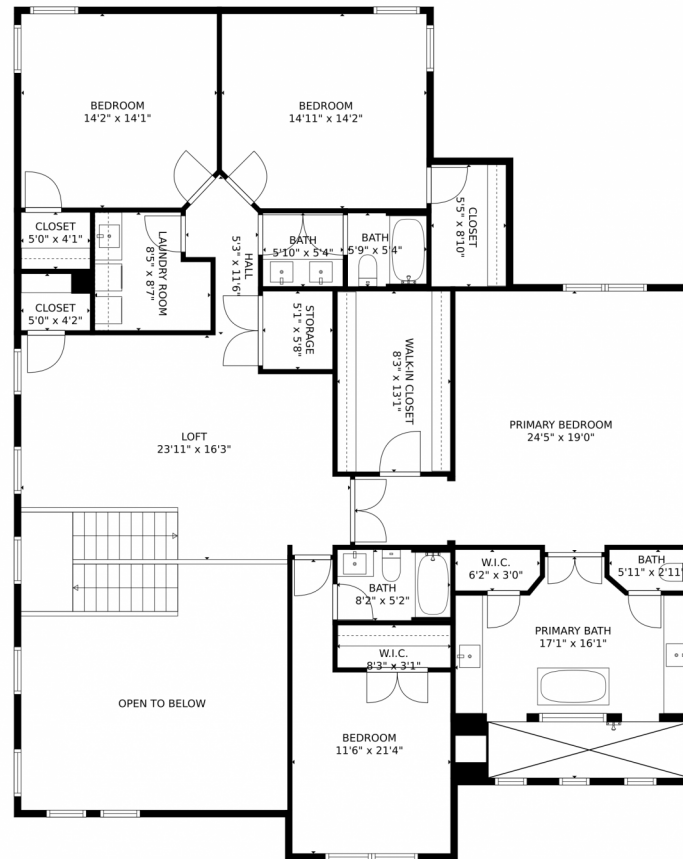 BEDROOM
14'2" x 14'1"
BEDROOM
14'11" x 14'2"
CLOSET
5'0" x 4'1"
LAUNDRY ROOM
8'5" x 8'7"
HALL
5'3" x 11'6"
BATH
5'10" x 5'4"
BATH
5'9" x 5'4"
CLOSET
5'5" x 8'10"
CLOSET
5'0" x 4'2"
STORAGE
5'1" x 5'8"
WALK-IN CLOSET
8'3" x 13'1"
LOFT
23'11" x 16'3"
PRIMARY BEDROOM
24'5" x 19'0"
W.I.C.
6'2" x 3'0"
BATH
5'11" x 2'11"
BATH
8'2" x 5'2"
PRIMARY BATH
17'1" x 16'1"
W.I.C.
8'3" x 3'1"
OPEN TO BELOW
BEDROOM
11'6" x 21'4"